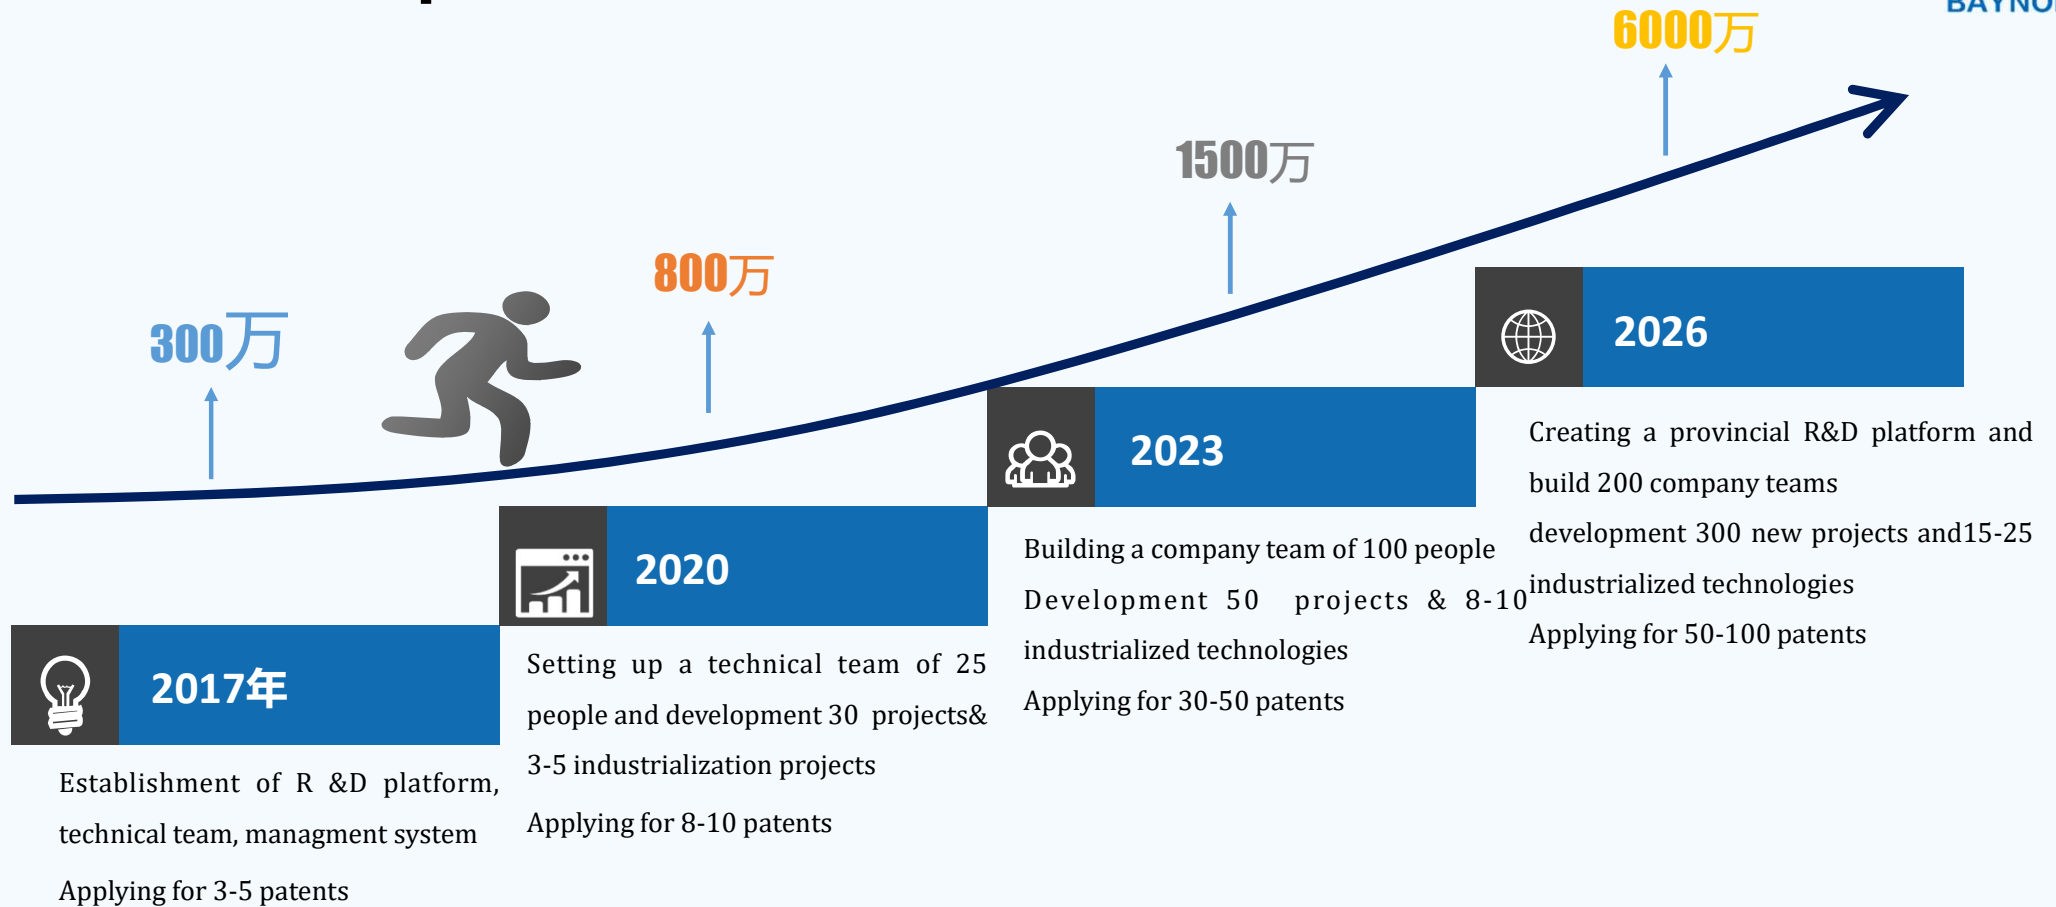 6000万
1500万
800万
300万
2017年
Establishment of R &D platform,
technical team, managment system
Applying for 3-5 patents
2020
Setting up a technical team of 25
people and development 30 projects&
3-5 industrialization projects
Applying for 8-10 patents
2023
Building a company team of 100 people
Development 50 projects & 8-10
industrialized technologies
Applying for 30-50 patents
2026
Creating a provincial R&D platform and
build 200 company teams
development 300 new projects and15-25
industrialized technologies
Applying for 50-100 patents